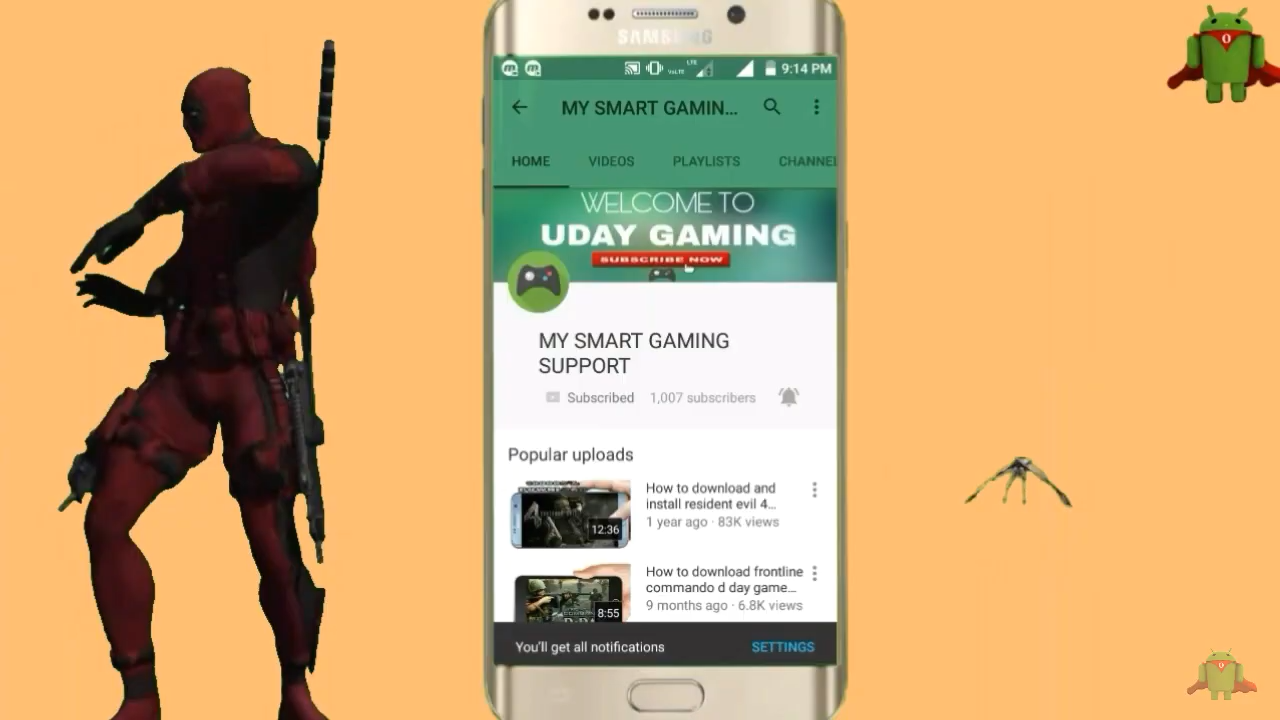 SAMSUNG
VoLTE LTE 9:14 PM
MY SMART GAMIN...
HOME VIDEOS PLAYLISTS CHANNEL
WELCOME TO
UDAY GAMING
SUBSCRIBE NOW
MY SMART GAMING
SUPPORT
Subscribed 1,007 subscribers
Popular uploads
How to download and
install resident evil 4...
1 year ago · 83K views
12:36
How to download frontline
commando d day game...
9 months ago · 6.8K views
8:55
You'll get all notifications SETTINGS